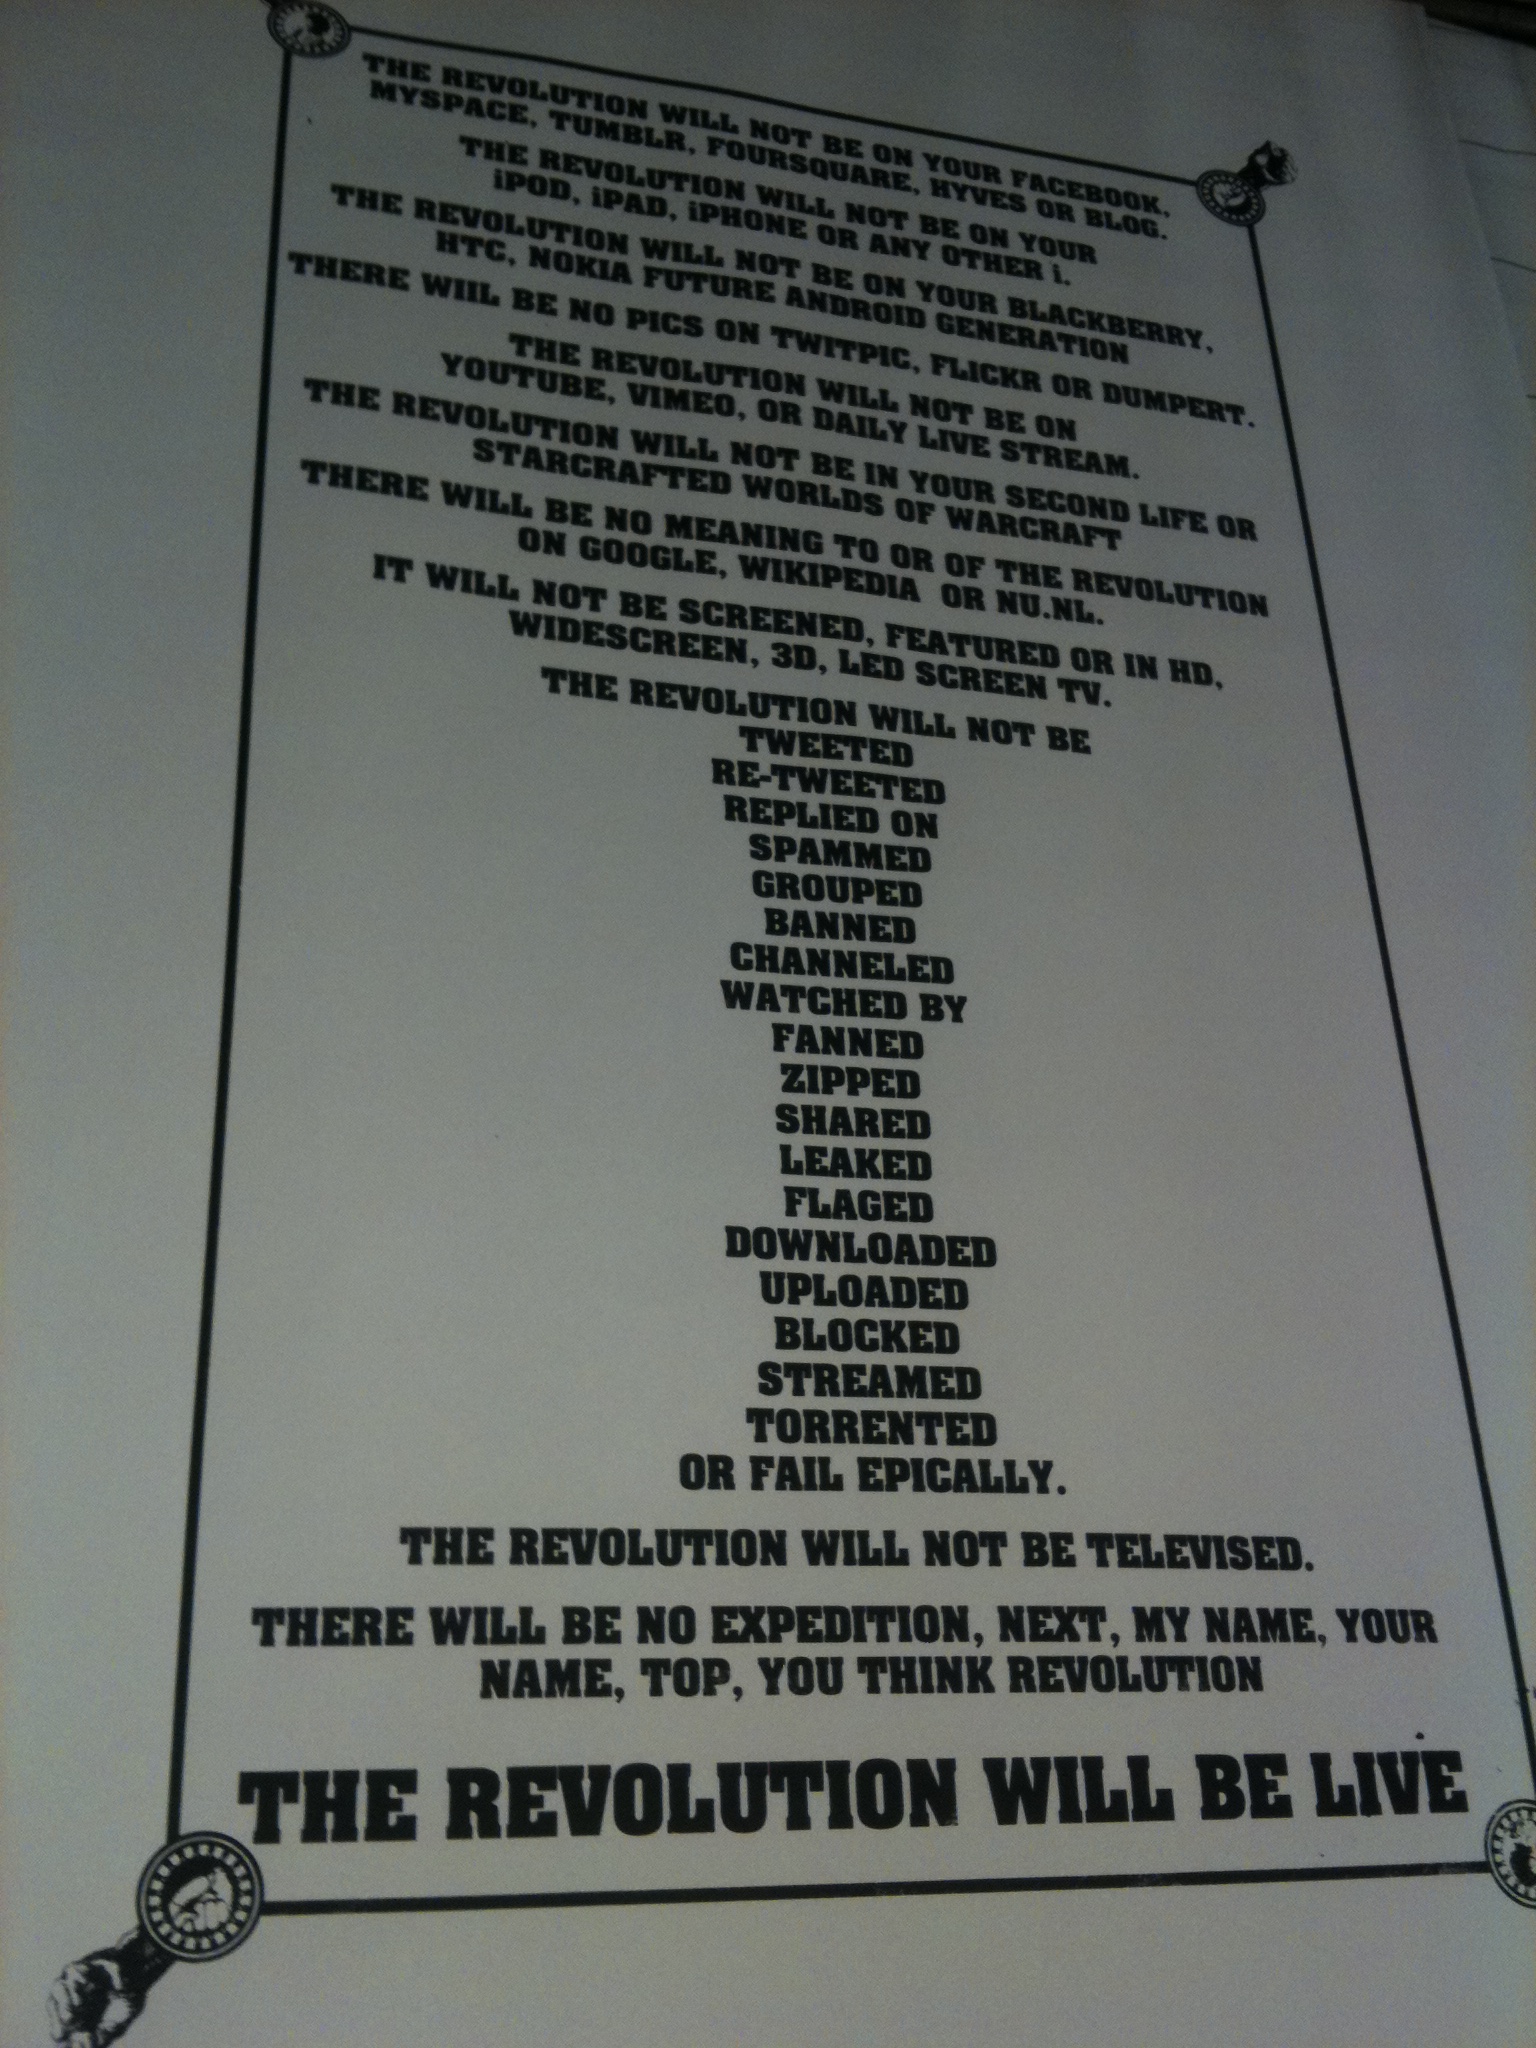 THE REVOLUTION WILL NOT BE ON YOUR FACEBOOK,
MYSPACE, TUMBLR, FOURSQUARE, HYVES OR BLOG.
THE REVOLUTION WILL NOT BE ON YOUR
iPOD, iPAD, iPHONE OR ANY OTHER i.
THE REVOLUTION WILL NOT BE ON YOUR BLACKBERRY,
HTC, NOKIA FUTURE ANDROID GENERATION
THERE WIIL BE NO PICS ON TWITPIC, FLICKR OR DUMPERT.
THE REVOLUTION WILL NOT BE ON
YOUTUBE, VIMEO, OR DAILY LIVE STREAM.
THE REVOLUTION WILL NOT BE IN YOUR SECOND LIFE OR
STARCRAFTED WORLDS OF WARCRAFT
THERE WILL BE NO MEANING TO OR OF THE REVOLUTION
ON GOOGLE, WIKIPEDIA OR NU.NL.
IT WILL NOT BE SCREENED, FEATURED OR IN HD,
WIDESCREEN, 3D, LED SCREEN TV.
THE REVOLUTION WILL NOT BE
TWEETED
RE-TWEETED
REPLIED ON
SPAMMED
GROUPED
BANNED
CHANNELED
WATCHED BY
FANNED
ZIPPED
SHARED
LEAKED
FLAGED
DOWNLOADED
UPLOADED
BLOCKED
STREAMED
TORRENTED
OR FAIL EPICALLY.
THE REVOLUTION WILL NOT BE TELEVISED.
THERE WILL BE NO EXPEDITION, NEXT, MY NAME, YOUR
NAME, TOP, YOU THINK REVOLUTION
THE REVOLUTION WILL BE LIVE